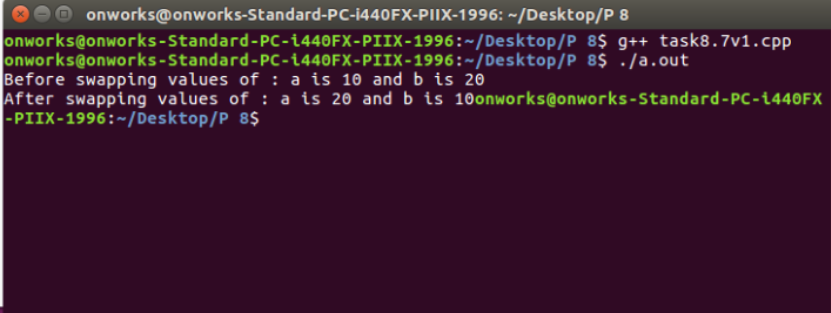 onworks@onworks-Standard-PC-i440FX-PIIX-1996: ~/Desktop/P 8
onworks@onworks-Standard-PC-i440FX-PIIX-1996:~/Desktop/P 8$ g++ task8.7v1.cpp
onworks@onworks-Standard-PC-i440FX-PIIX-1996:~/Desktop/P 8$ ./a.out
Before swapping values of : a is 10 and b is 20
After swapping values of : a is 20 and b is 10onworks@onworks-Standard-PC-i440FX
-PIIX-1996:~/Desktop/P 8$